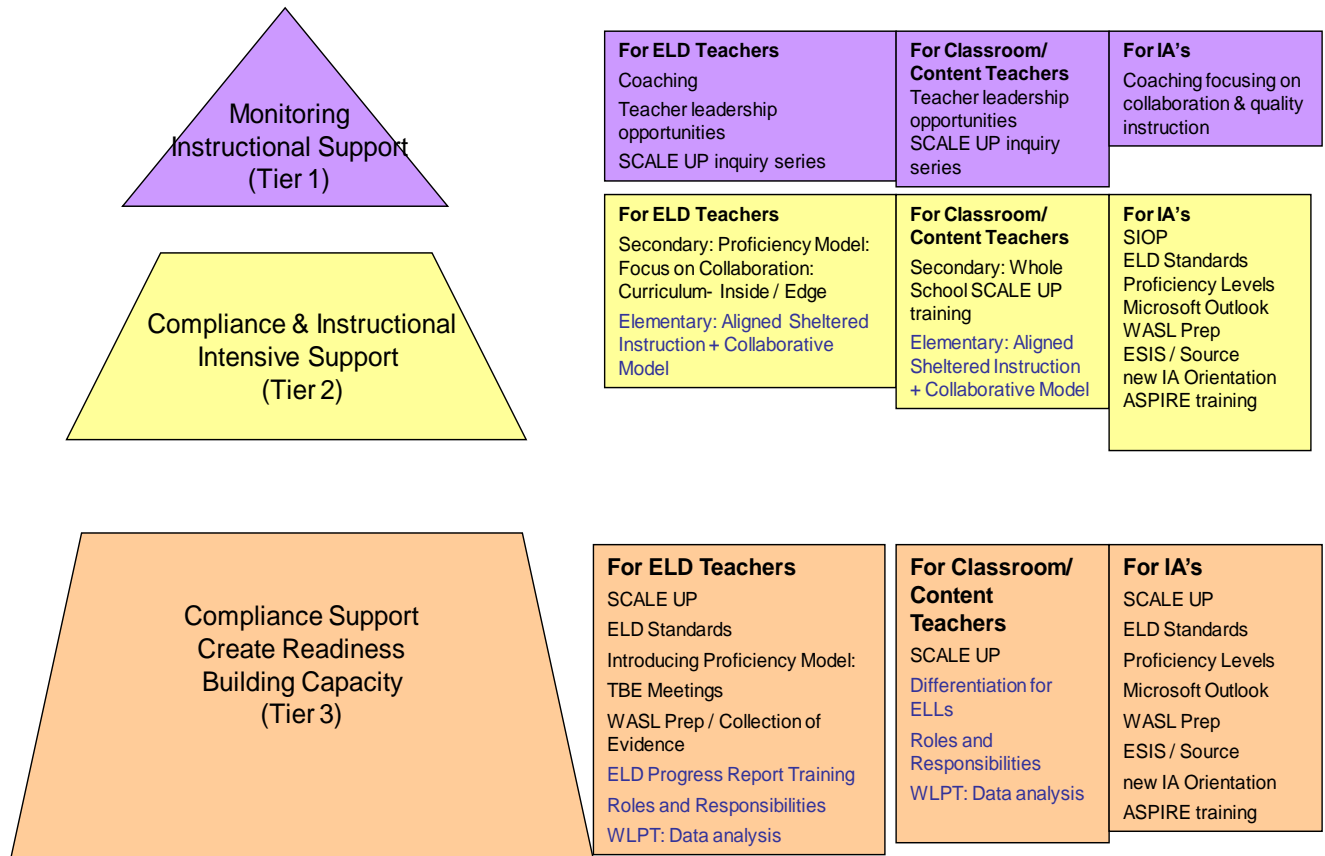 Monitoring
Instructional Support
(Tier 1)
For ELD Teachers
Coaching
Teacher leadership
opportunities
SCALE UP inquiry series
For Classroom/
Content Teachers
Teacher leadership
opportunities
SCALE UP inquiry
series
For IA's
Coaching focusing on
collaboration & quality
instruction
Compliance & Instructional
Intensive Support
(Tier 2)
For ELD Teachers
Secondary: Proficiency Model:
Focus on Collaboration:
Curriculum- Inside / Edge
Elementary: Aligned Sheltered
Instruction + Collaborative
Model
For Classroom/
Content Teachers
Secondary: Whole
School SCALE UP
training
Elementary: Aligned
Sheltered Instruction
+ Collaborative Model
For IA's
SIOP
ELD Standards
Proficiency Levels
Microsoft Outlook
WASL Prep
ESIS / Source
new IA Orientation
ASPIRE training
Compliance Support
Create Readiness
Building Capacity
(Tier 3)
For ELD Teachers
SCALE UP
ELD Standards
Introducing Proficiency Model:
TBE Meetings
WASL Prep / Collection of
Evidence
ELD Progress Report Training
Roles and Responsibilities
WLPT: Data analysis
For Classroom/
Content
Teachers
SCALE UP
Differentiation for
ELLs
Roles and
Responsibilities
WLPT: Data analysis
For IA's
SCALE UP
ELD Standards
Proficiency Levels
Microsoft Outlook
WASL Prep
ESIS / Source
new IA Orientation
ASPIRE training